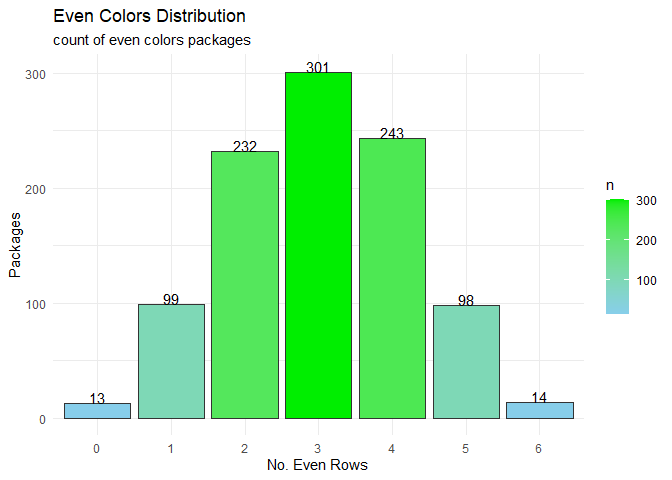 Even Colors Distribution
count of even colors packages
300
200
100
0
Packages
13
99
232
301
243
98
14
0 1 2 3 4 5 6
No. Even Rows
n
300
200
100